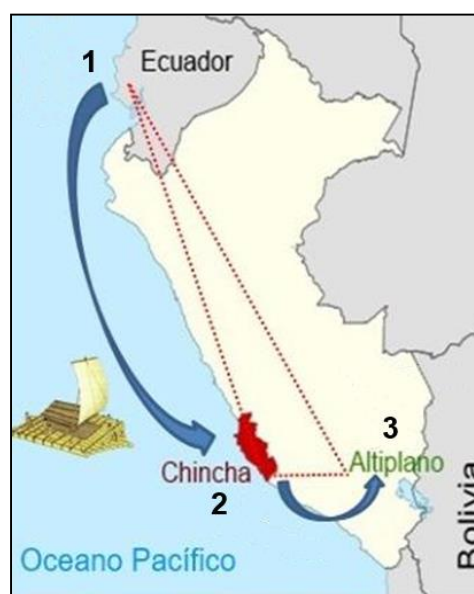 1
Ecuador
3
Altiplano
Chincha
2
Bolivia
Oceano Pacífico